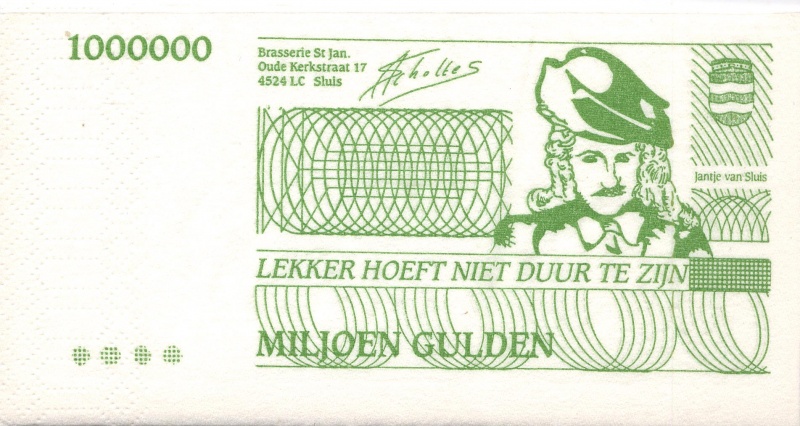 1000000
Brasserie St Jan.
Oude Kerkstraat 17
4524 LC Sluis
Scholtes
Jantje van Sluis
LEKKER HOEFT NIET DUUR TE ZIJN
MILJOEN GULDEN